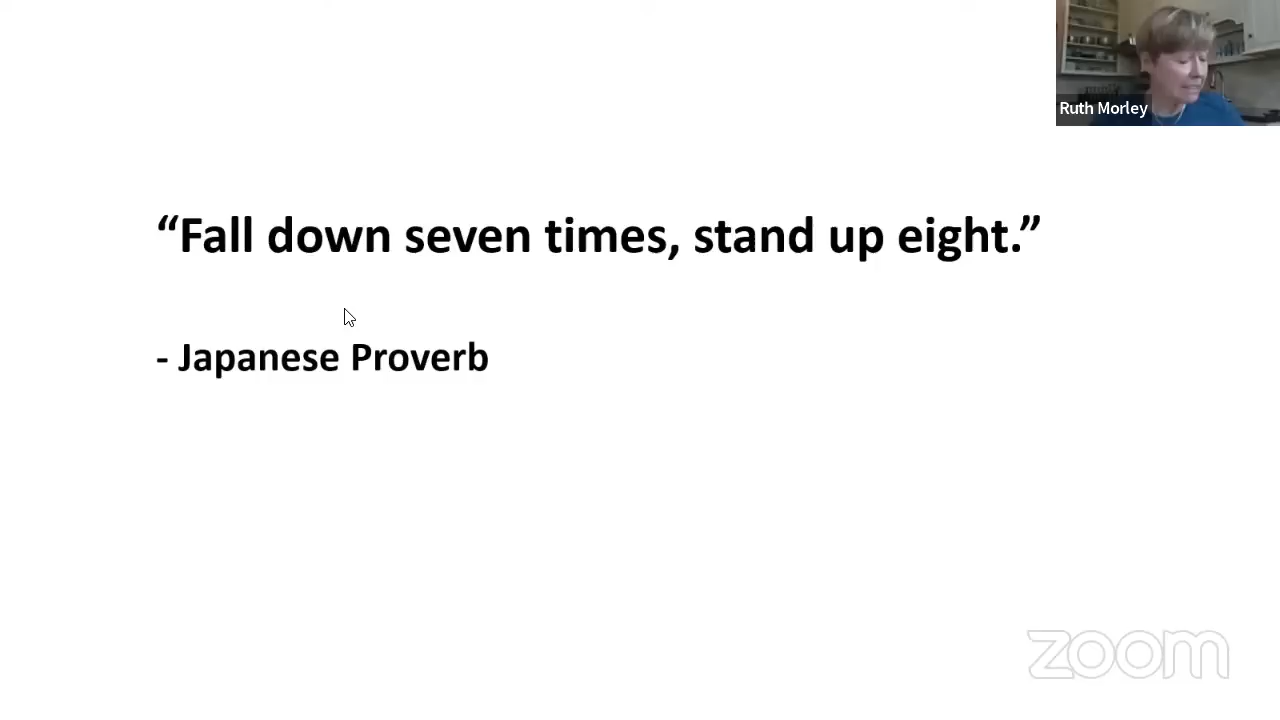 Ruth Morley
“Fall down seven times, stand up eight.”
- Japanese Proverb
zoom